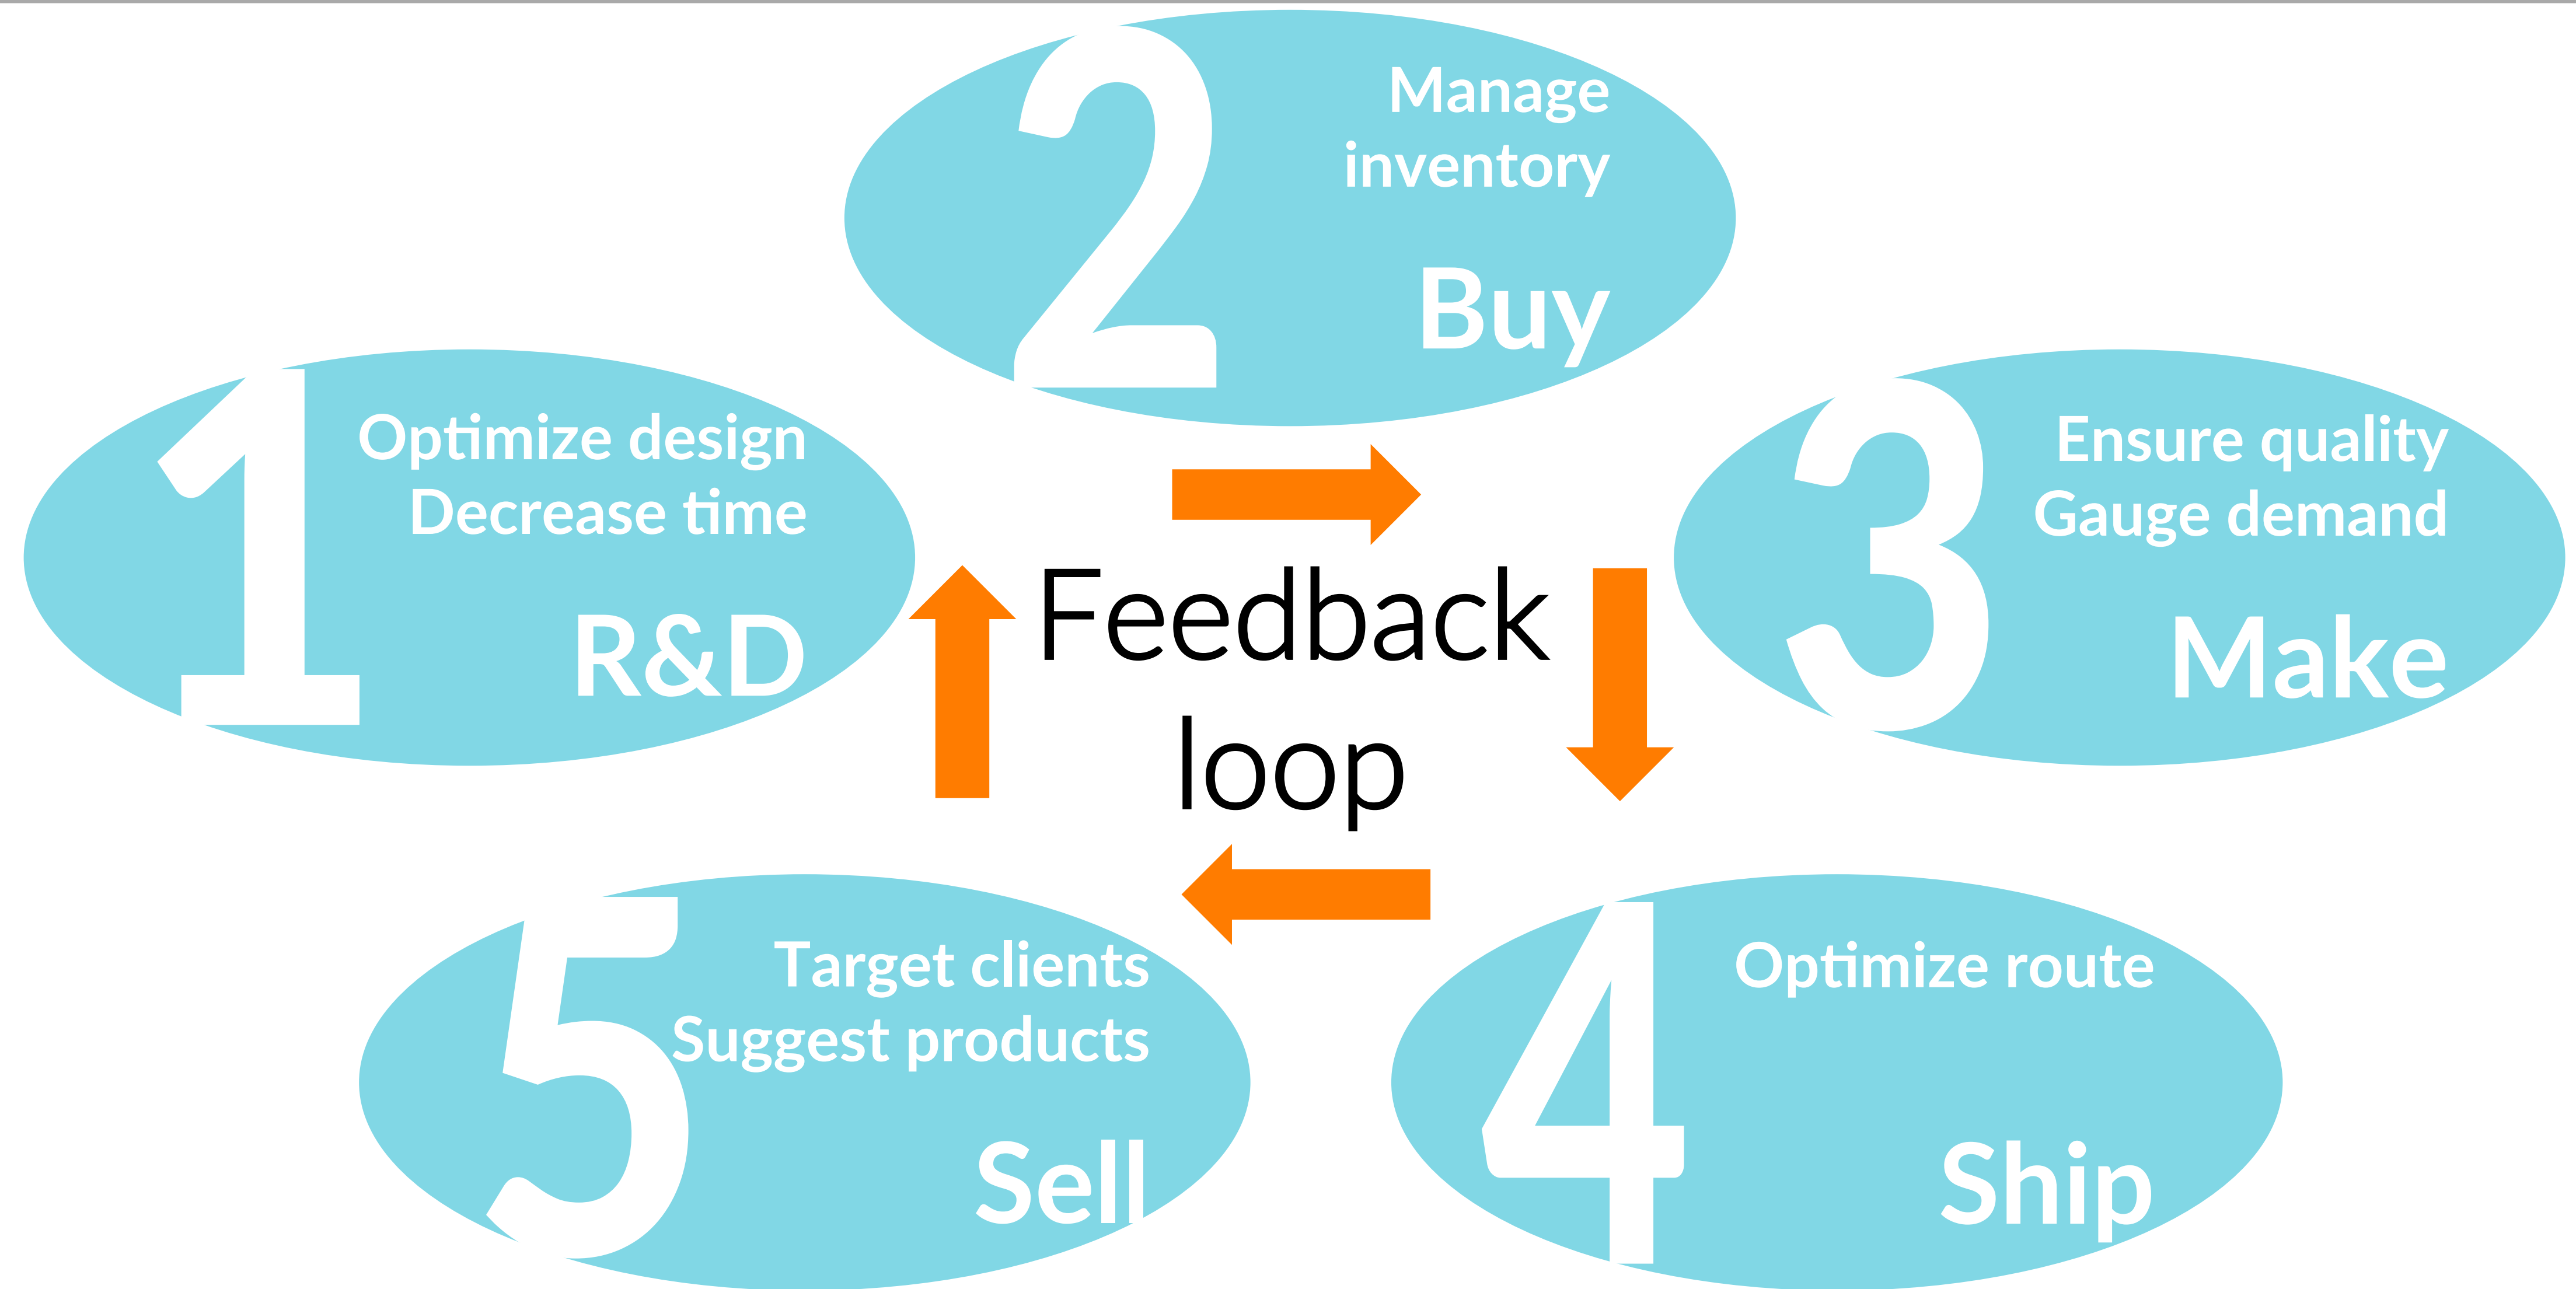 1
Optimize design
Decrease time
R&D
2
Manage
inventory
Buy
3
Ensure quality
Gauge demand
Make
Feedback
loop
4
Optimize route
Ship
5
Target clients
Suggest products
Sell